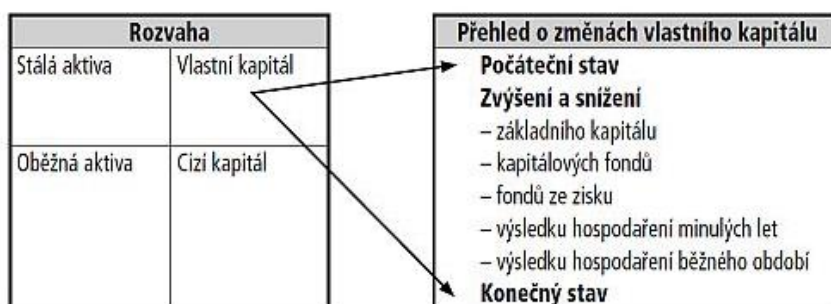 Rozvaha
Stálá aktiva
Vlastní kapitál
Oběžná aktiva
Cizí kapitál
Přehled o změnách vlastního kapitálu
Počáteční stav
Zvýšení a snížení
– základního kapitálu
– kapitálových fondů
– fondů ze zisku
– výsledku hospodaření minulých let
– výsledku hospodaření běžného období
Konečný stav